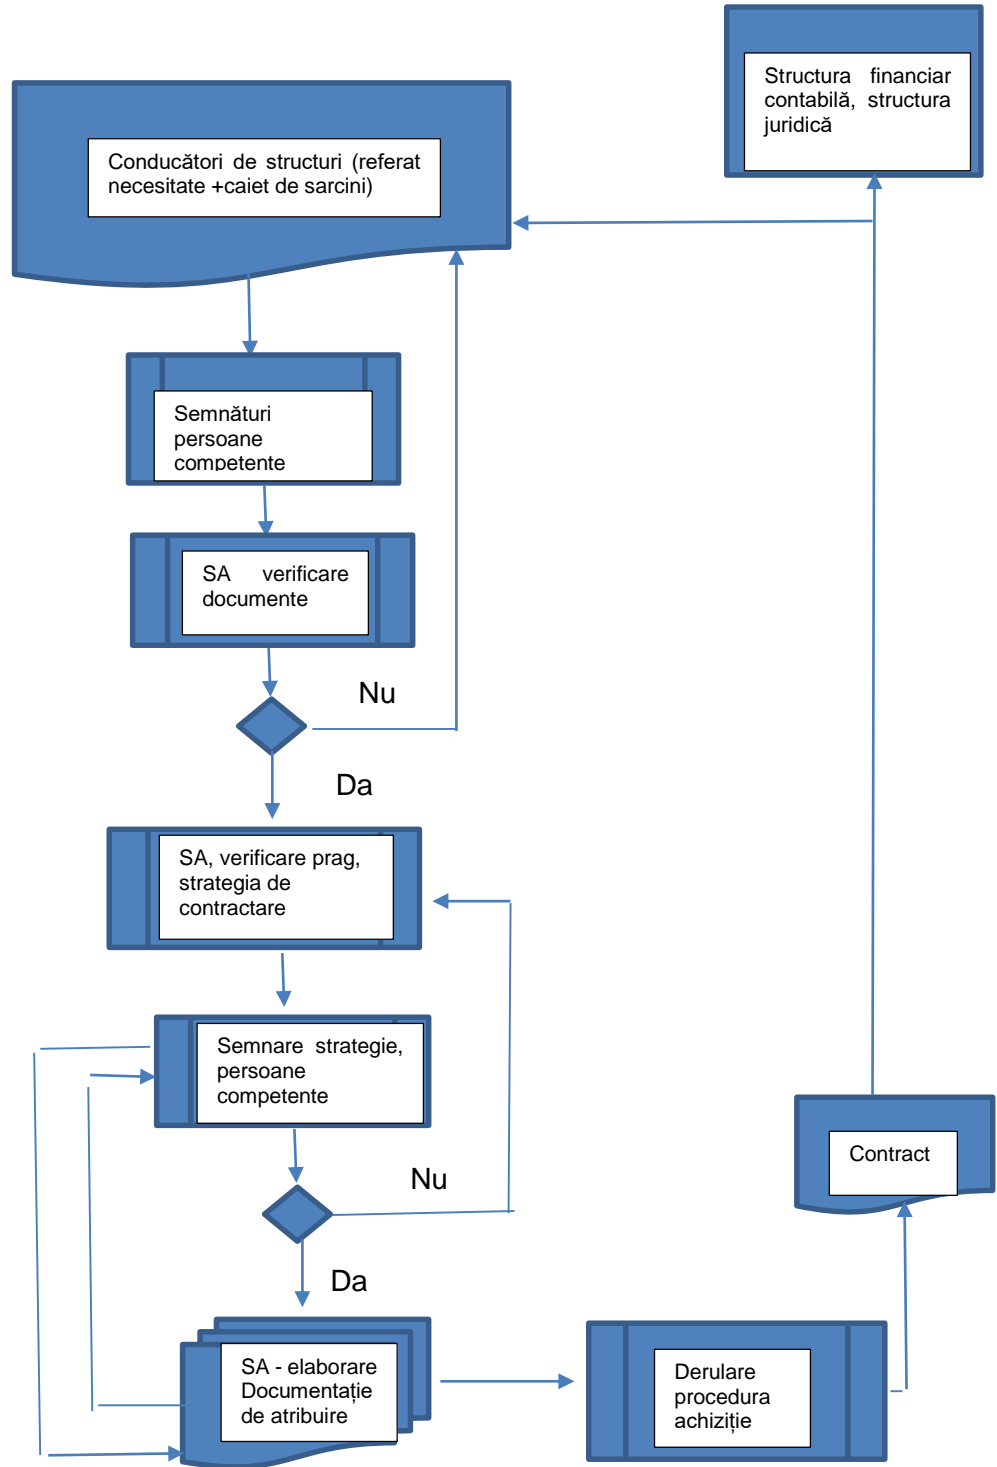 Structura financiar
contabilă, structura
juridică
Conducători de structuri (referat
necesitate +caiet de sarcini)
Semnături
persoane
competente
SA verificare
documente
Nu
Da
SA, verificare prag,
strategia de
contractare
Semnare strategie,
persoane
competente
Nu
Contract
Da
SA - elaborare
Documentație
de atribuire
Derulare
procedura
achiziție